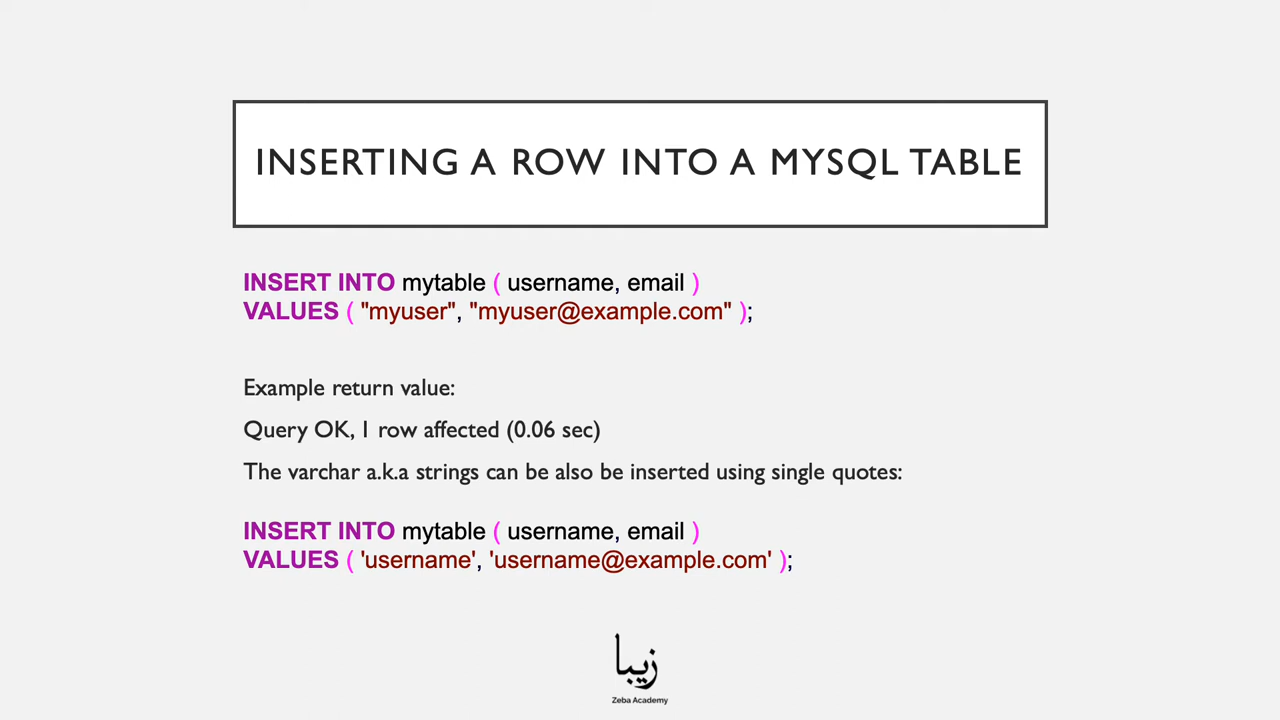 INSERTING A ROW INTO A MYSQL TABLE
INSERT INTO mytable ( username, email )
VALUES ( "myuser", "myuser@example.com" );
Example return value:
Query OK, 1 row affected (0.06 sec)
The varchar a.k.a strings can be also be inserted using single quotes:
INSERT INTO mytable ( username, email )
VALUES ( 'username', 'username@example.com' );
زیبا
Zeba Academy